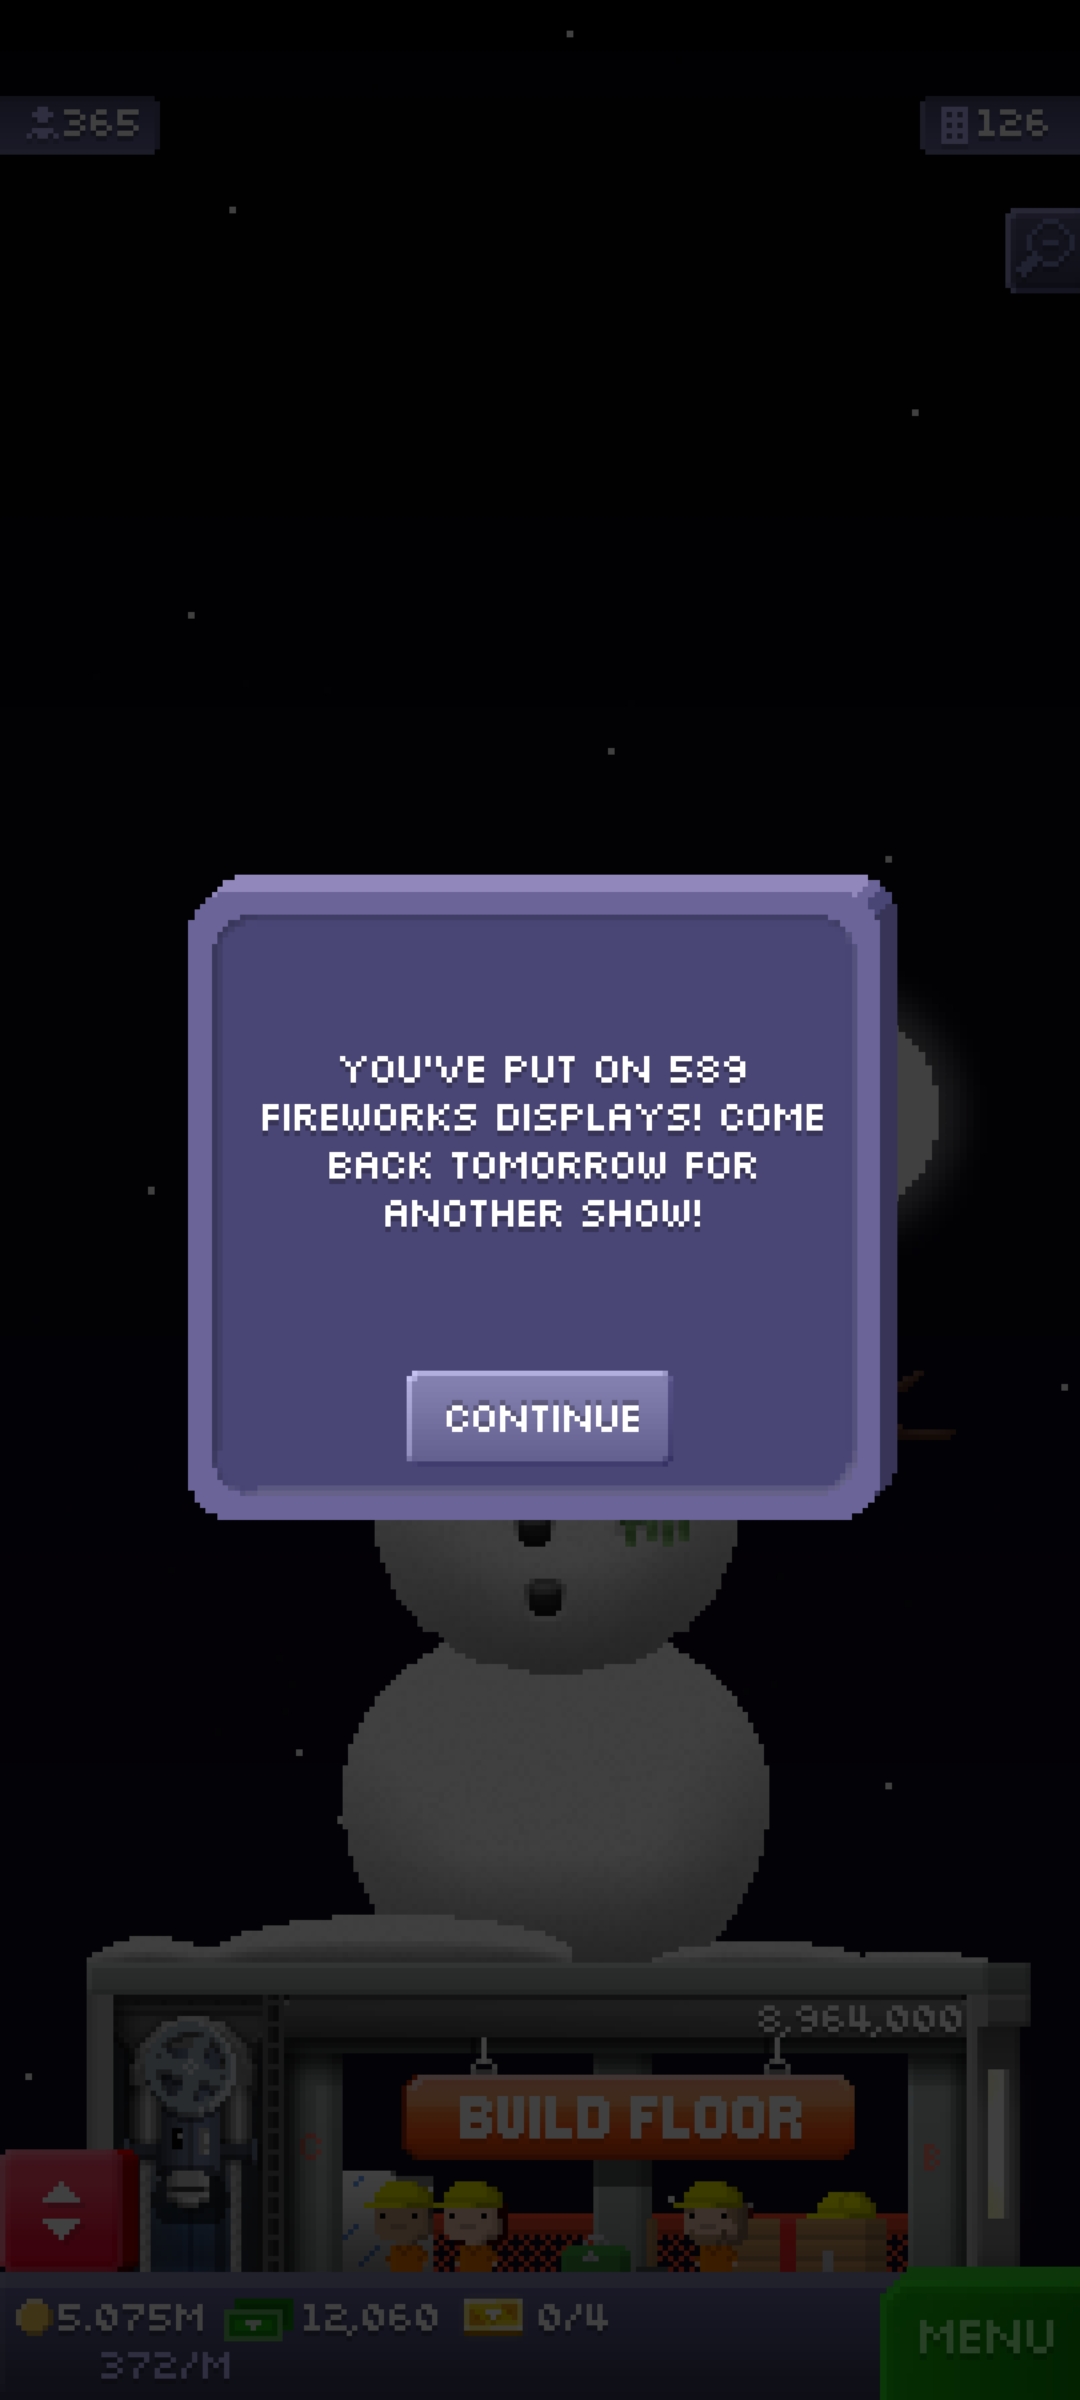 365
126
YOU'VE PUT ON 589
FIREWORKS DISPLAYS! COME
BACK TOMORROW FOR
ANOTHER SHOW!
CONTINUE
8,964,000
BUILD FLOOR
5.075M 12,060 0/4
372/M
MENU